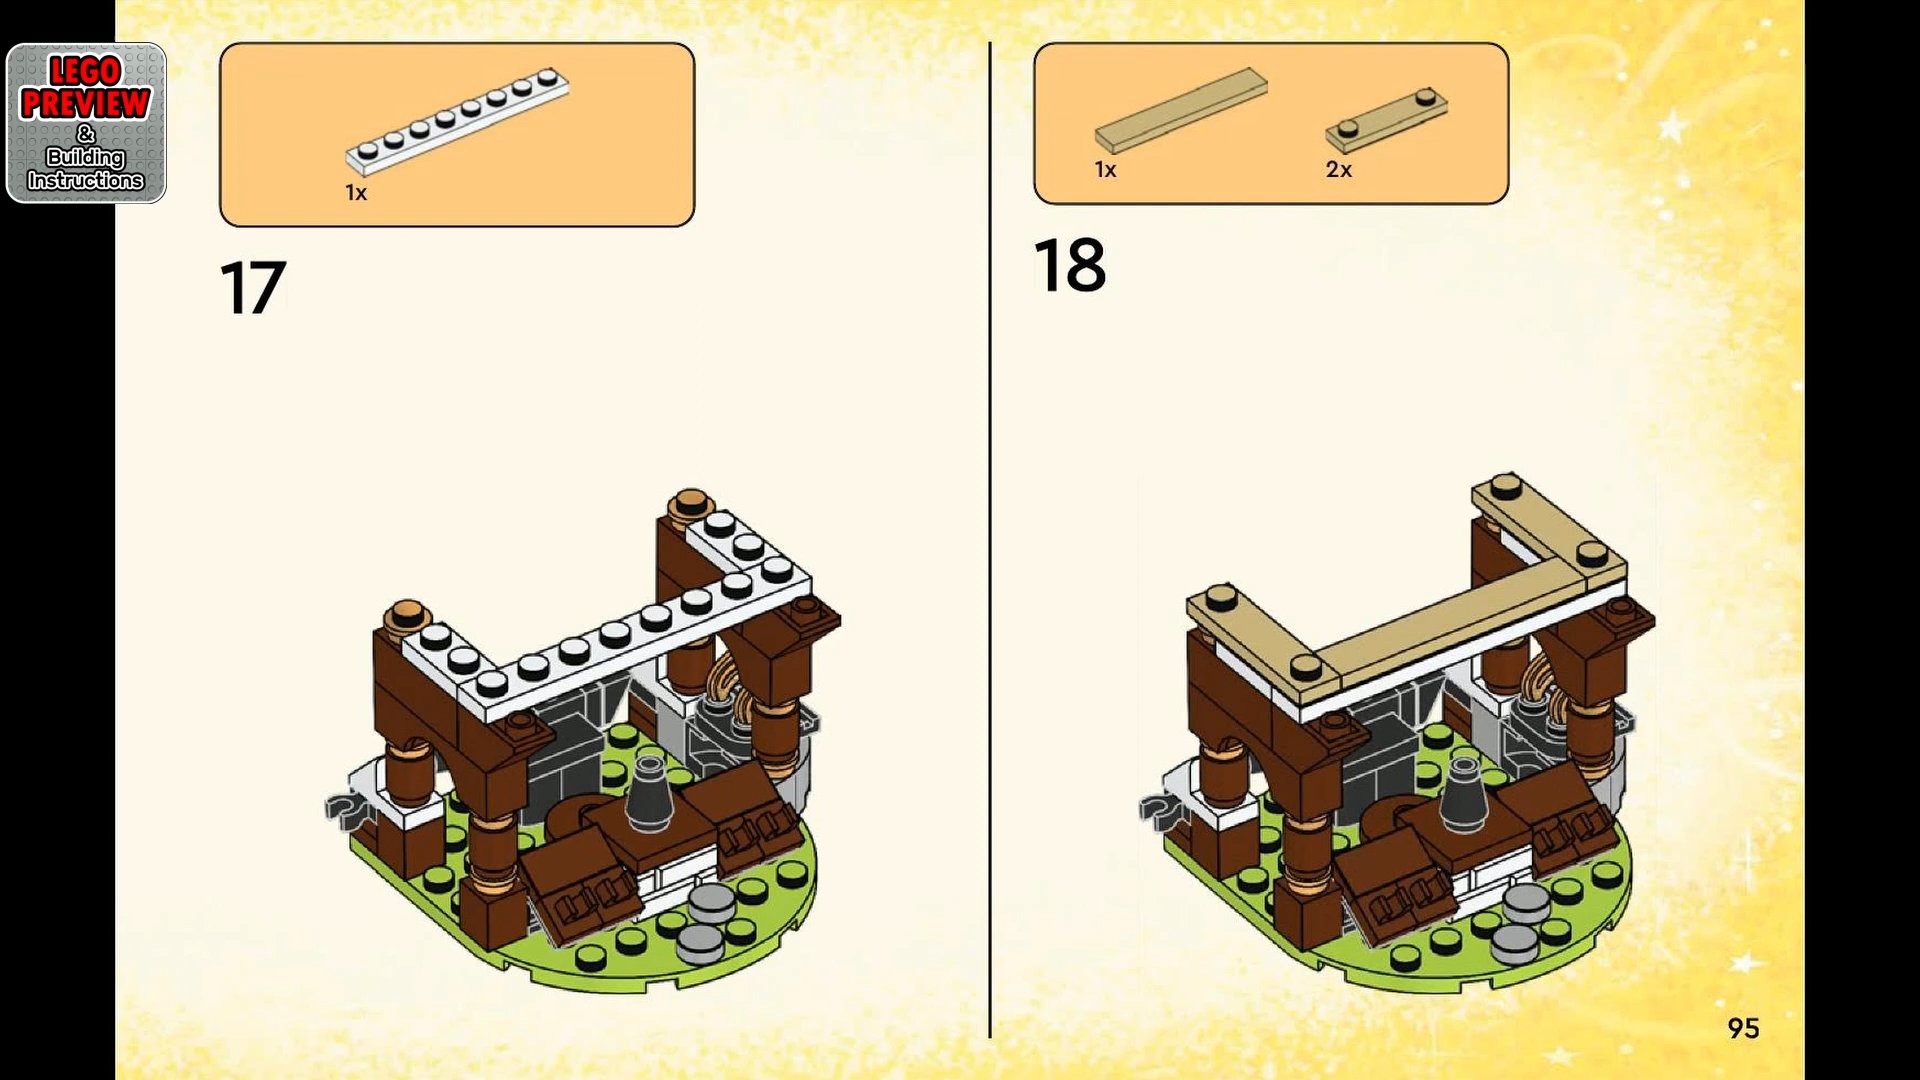 LEGO
PREVIEW
&
Building
Instructions
1x
17
1x
2x
18
95